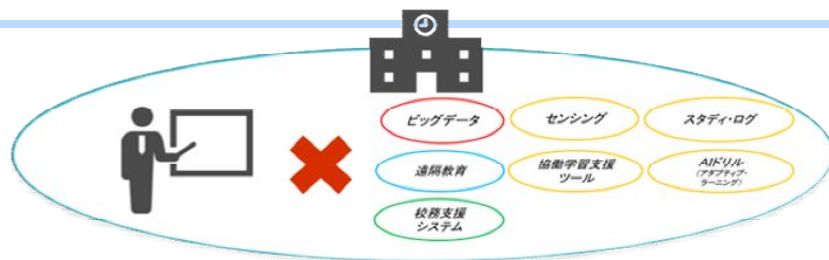 ビッグデータ
センシング
スタディ・ログ
遠隔教育
協働学習支援
ツール
AIドリル
(アダプティブ・
ラーニング)
校務支援
システム